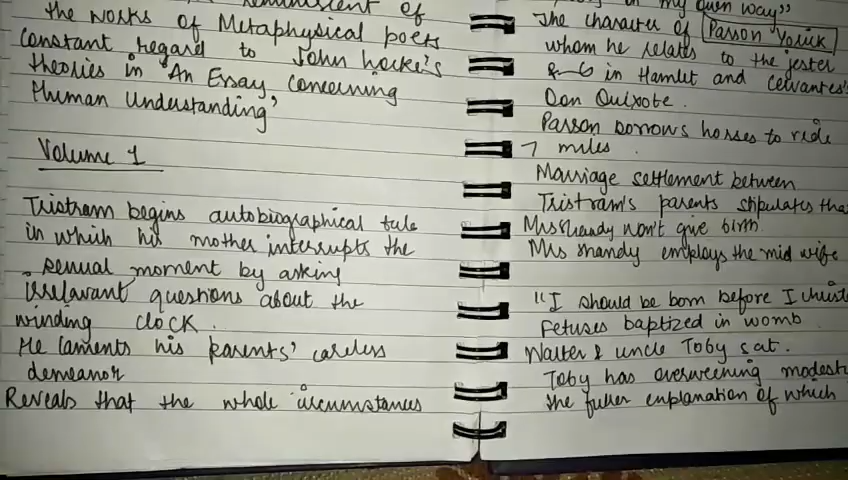 reminiscent of
the works of Metaphysical poets
constant regard to John Locke's
theories in 'An Essay, Concerning
Human Understanding'
Volume 1
Tristram begins autobiographical tale
in which his mother interrupts the
sexual moment by asking
irrelavant questions about the
winding clock.
He laments his parents' careless
demeanor
Reveals that the whole circumstances
my own way"
The character of Parson Yorick
whom he relates to the jester
in Hamlet and Cervantes's
Don Quixote.
Parson borrows horses to ride
7 miles.
Marriage settlement between
Tristram's parents stipulates that
Mrs shandy won't give birth.
Mrs shandy employs the mid wife
"I should be born before I
Fetuses baptized in womb
Walter & uncle Toby sat.
Toby has overweening modesty
the fuller explanation of which